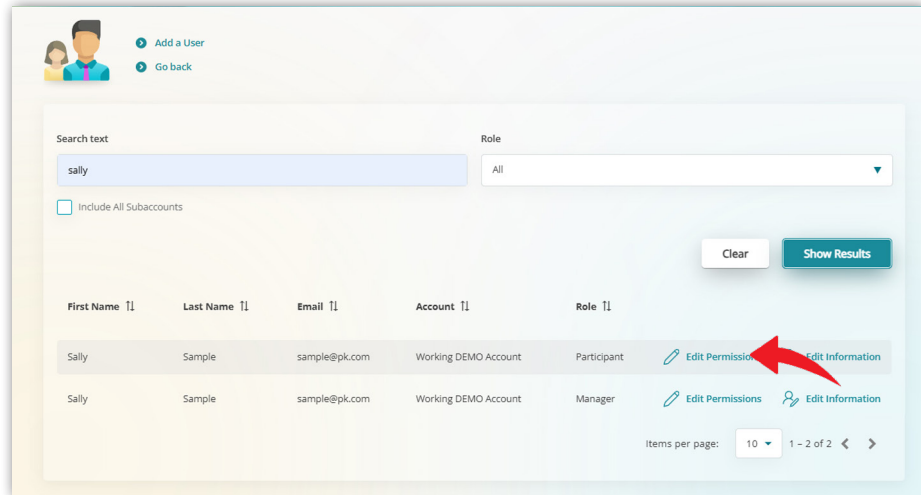 Add a User
Go back
Search text Role
sally All
Include All Subaccounts
Clear Show Results
First Name Last Name Email Account Role
Sally Sample sample@pk.com Working DEMO Account Participant Edit Permissions Edit Information
Sally Sample sample@pk.com Working DEMO Account Manager Edit Permissions Edit Information
Items per page: 10 1 – 2 of 2